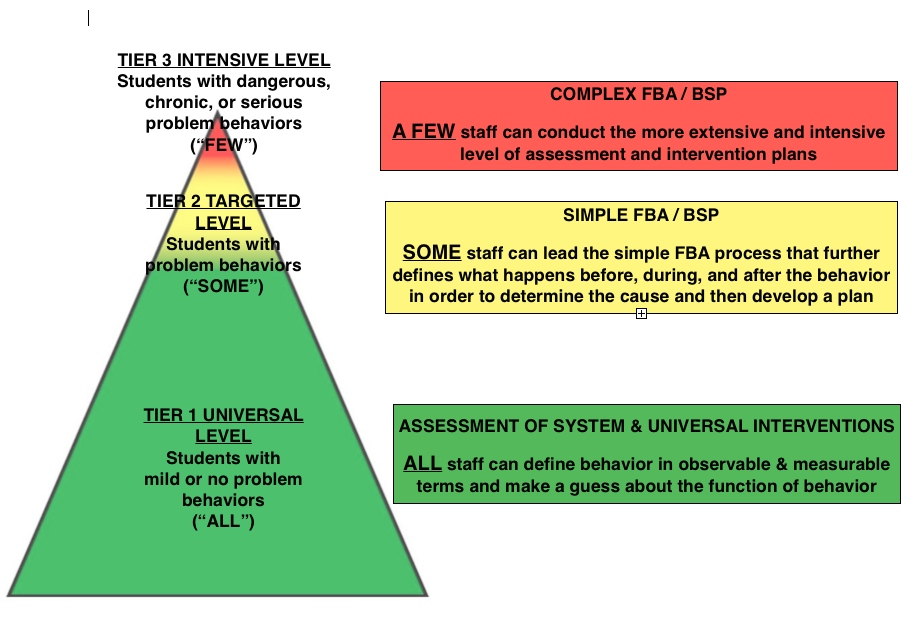 TIER 3 INTENSIVE LEVEL
Students with dangerous,
chronic, or serious
problem behaviors
(“FEW”)
COMPLEX FBA / BSP
A FEW staff can conduct the more extensive and intensive
level of assessment and intervention plans
TIER 2 TARGETED
LEVEL
Students with
problem behaviors
(“SOME”)
SIMPLE FBA / BSP
SOME staff can lead the simple FBA process that further
defines what happens before, during, and after the behavior
in order to determine the cause and then develop a plan
TIER 1 UNIVERSAL
LEVEL
Students with
mild or no problem
behaviors
(“ALL”)
ASSESSMENT OF SYSTEM & UNIVERSAL INTERVENTIONS
ALL staff can define behavior in observable & measurable
terms and make a guess about the function of behavior